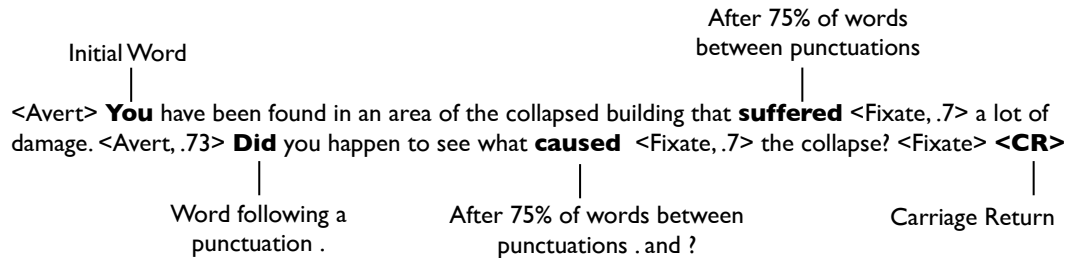 After 75% of words
between punctuations
Initial Word
<Avert> You have been found in an area of the collapsed building that suffered <Fixate, .7> a lot of
damage. <Avert, .73> Did you happen to see what caused <Fixate, .7> the collapse? <Fixate> <CR>
Word following a
punctuation .
After 75% of words between
punctuations . and ?
Carriage Return